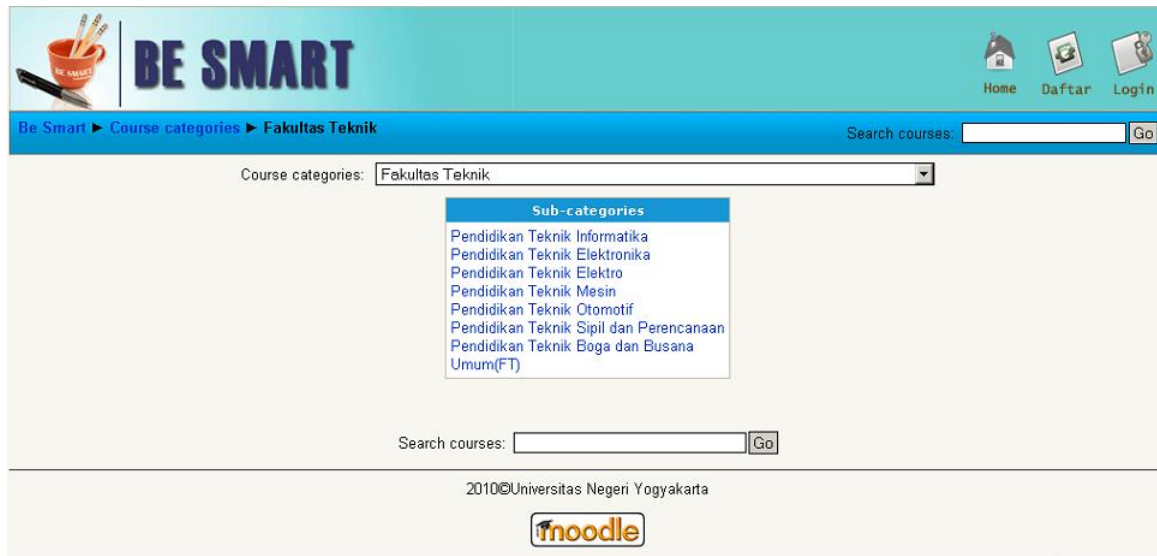 BE SMART
BE SMART
Home Daftar Login
Be Smart ► Course categories ► Fakultas Teknik
Search courses: Go
Course categories: Fakultas Teknik
Sub-categories
Pendidikan Teknik Informatika
Pendidikan Teknik Elektronika
Pendidikan Teknik Elektro
Pendidikan Teknik Mesin
Pendidikan Teknik Otomotif
Pendidikan Teknik Sipil dan Perencanaan
Pendidikan Teknik Boga dan Busana
Umum(FT)
Search courses: Go
2010©Universitas Negeri Yogyakarta
moodle